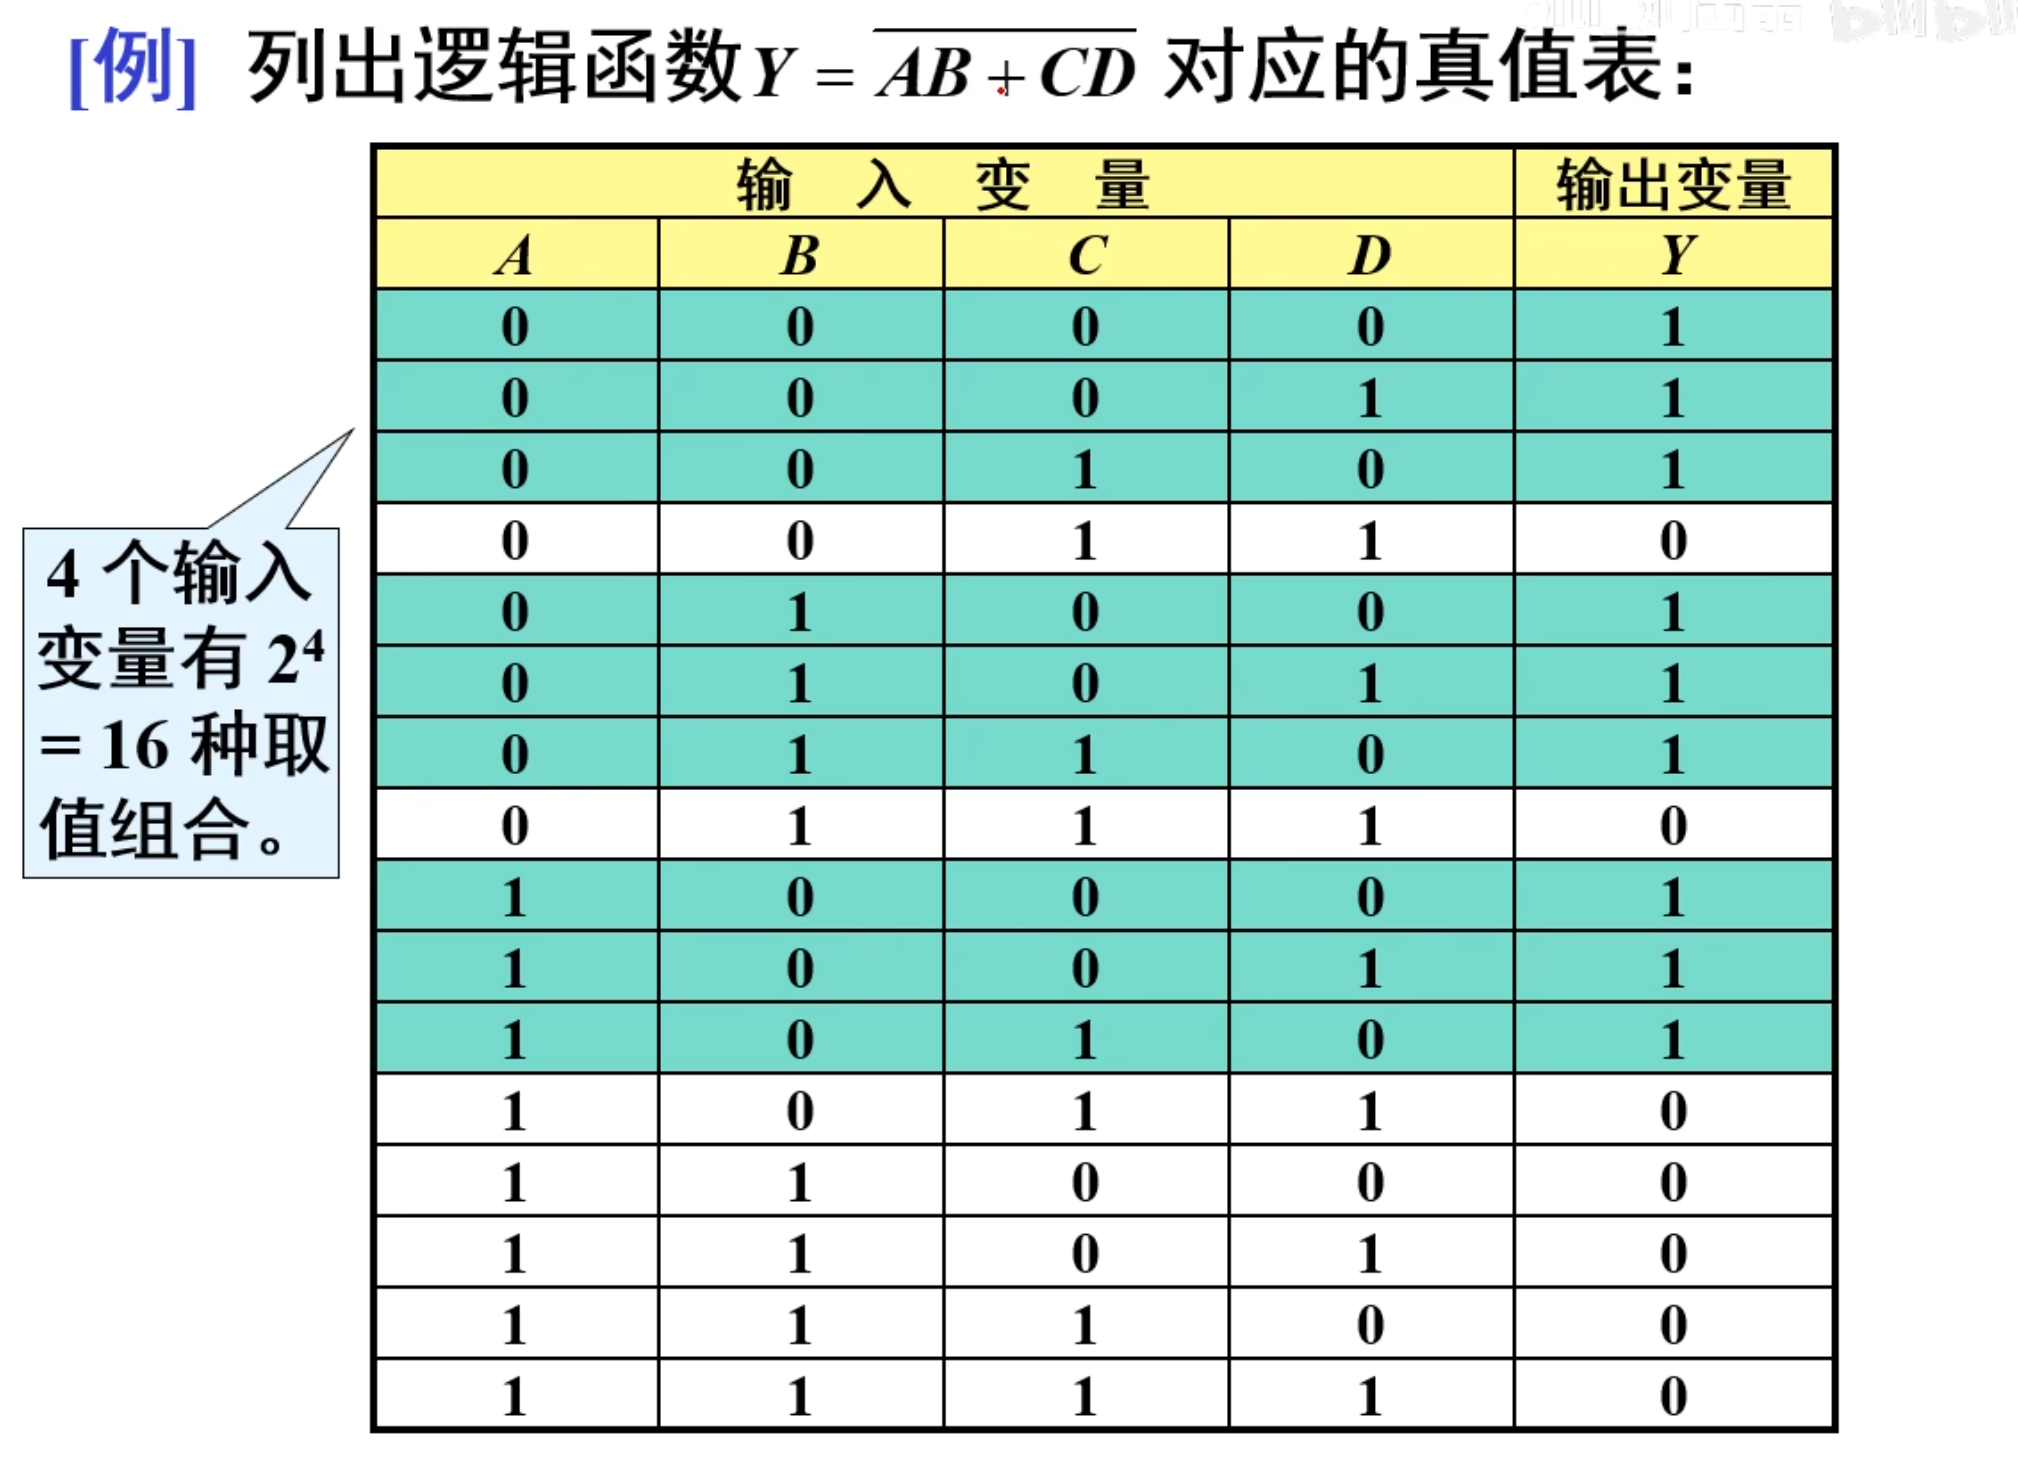 [例] 列出逻辑函数Y = \overline{AB + CD} 对应的真值表：
输 入 变 量 输出变量
A B C D Y
0 0 0 0 1
0 0 0 1 1
0 0 1 0 1
0 0 1 1 0
0 1 0 0 1
0 1 0 1 1
0 1 1 0 1
0 1 1 1 0
1 0 0 0 1
1 0 0 1 1
1 0 1 0 1
1 0 1 1 0
1 1 0 0 0
1 1 0 1 0
1 1 1 0 0
1 1 1 1 0
4 个输入
变量有 2⁴
= 16 种取
值组合。